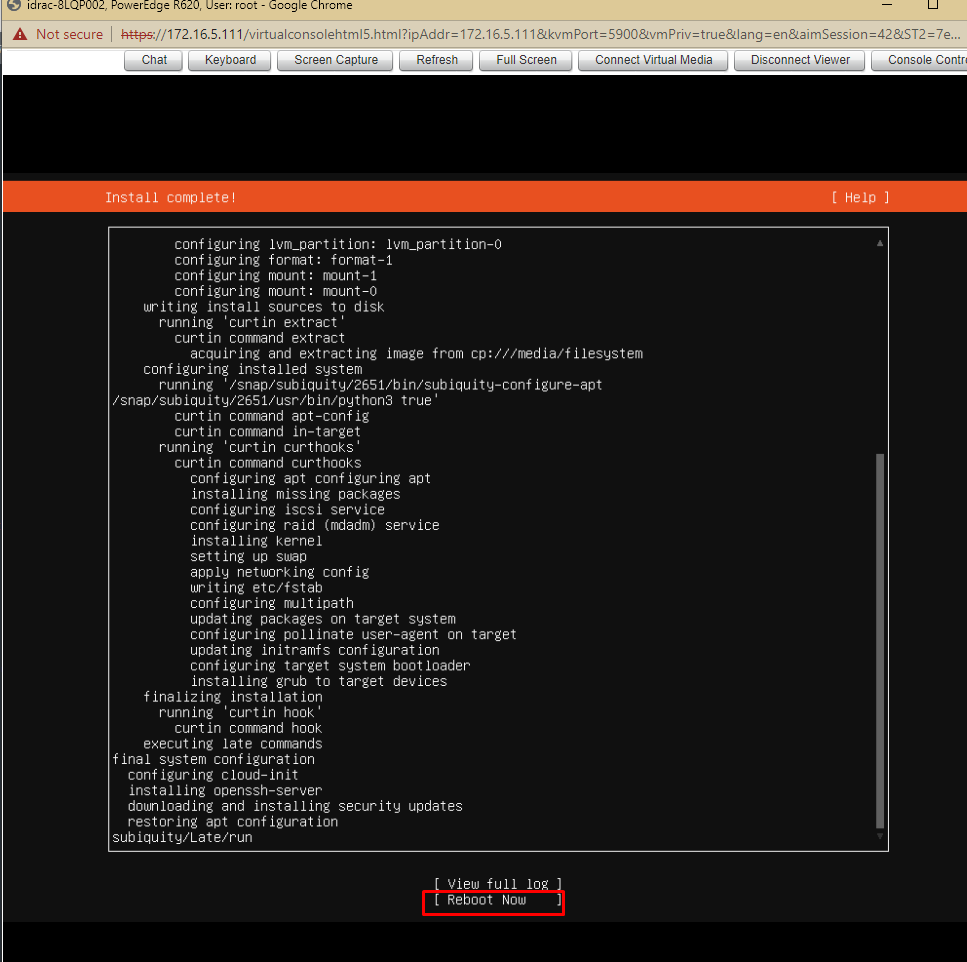 idrac-8LQP002, PowerEdge R620, User: root - Google Chrome
Not secure | https://172.16.5.111/virtualconsolehtml5.html?ipAddr=172.16.5.111&kvmPort=5900&vmPriv=true&lang=en&aimSession=42&ST2=7e...
Chat Keyboard Screen Capture Refresh Full Screen Connect Virtual Media Disconnect Viewer Console Contro
Install complete! [ Help ]
configuring lvm_partition: lvm_partition-0
configuring format: format-1
configuring mount: mount-1
configuring mount: mount-0
writing install sources to disk
running 'curtin extract'
curtin command extract
acquiring and extracting image from cp:///media/filesystem
configuring installed system
running '/snap/subiquity/2651/bin/subiquity-configure-apt
/snap/subiquity/2651/usr/bin/python3 true'
curtin command apt-config
curtin command in-target
running 'curtin curthooks'
curtin command curthooks
configuring apt configuring apt
installing missing packages
configuring iscsi service
configuring raid (mdadm) service
installing kernel
setting up swap
apply networking config
writing etc/fstab
configuring multipath
updating packages on target system
configuring pollinate user-agent on target
updating initramfs configuration
configuring target system bootloader
installing grub to target devices
finalizing installation
running 'curtin hook'
curtin command hook
executing late commands
final system configuration
configuring cloud-init
installing openssh-server
downloading and installing security updates
restoring apt configuration
subiquity/Late/run
[ View full log ]
[ Reboot Now ]